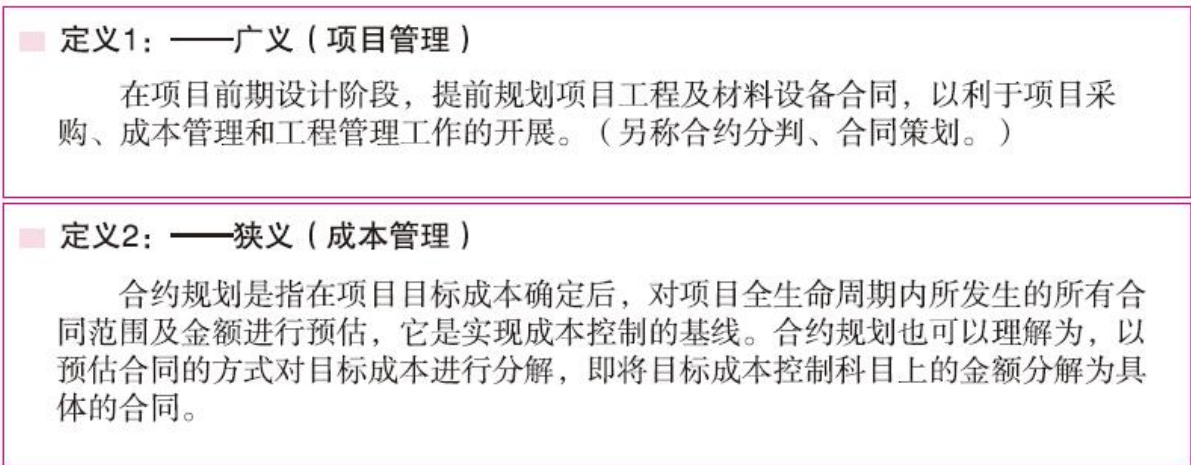 定义1：——广义（项目管理）
在项目前期设计阶段，提前规划项目工程及材料设备合同，以利于项目采
购、成本管理和工程管理工作的开展。（另称合约分判、合同策划。）
定义2：——狭义（成本管理）
合约规划是指在项目目标成本确定后，对项目全生命周期内所发生的所有合
同范围及金额进行预估，它是实现成本控制的基线。合约规划也可以理解为，以
预估合同的方式对目标成本进行分解，即将目标成本控制科目上的金额分解为具
体的合同。